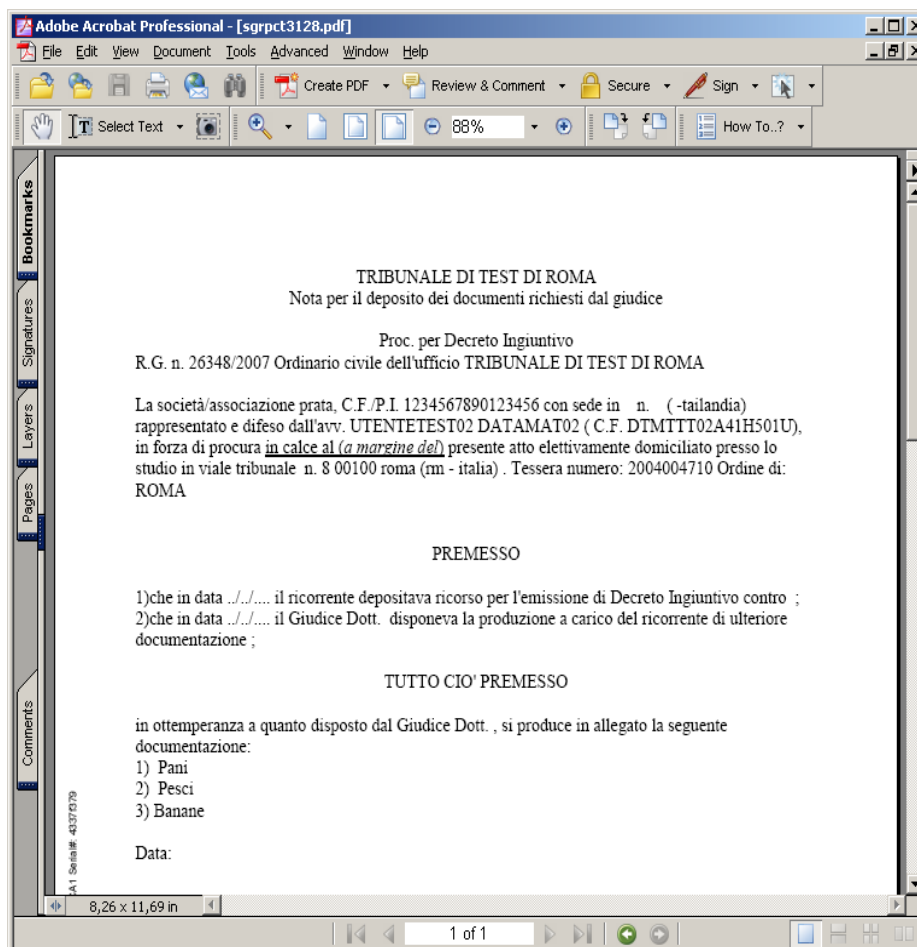 Adobe Acrobat Professional - [sgrpct3128.pdf]
File Edit View Document Tools Advanced Window Help
Create PDF Review & Comment Secure Sign
Select Text 88% How To..?
Bookmarks
Signatures
Layers
Pages
Comments
TRIBUNALE DI TEST DI ROMA
Nota per il deposito dei documenti richiesti dal giudice
Proc. per Decreto Ingiuntivo
R.G. n. 26348/2007 Ordinario civile dell'ufficio TRIBUNALE DI TEST DI ROMA
La società/associazione prata, C.F./P.I. 1234567890123456 con sede in n. ( -tailandia)
rappresentato e difeso dall'avv. UTENTETEST02 DATAMAT02 ( C.F. DTMTTT02A41H501U),
in forza di procura in calce al (a margine del) presente atto elettivamente domiciliato presso lo
studio in viale tribunale n. 8 00100 roma (rm - italia) . Tessera numero: 2004004710 Ordine di:
ROMA
PREMESSO
1)che in data ../../.... il ricorrente depositava ricorso per l'emissione di Decreto Ingiuntivo contro ;
2)che in data ../../.... il Giudice Dott. disponeva la produzione a carico del ricorrente di ulteriore
documentazione ;
TUTTO CIO' PREMESSO
in ottemperanza a quanto disposto dal Giudice Dott. , si produce in allegato la seguente
documentazione:
1) Pani
2) Pesci
3) Banane
Data:
CA1 Serial#: 4337f379
8,26 x 11,69 in
1 of 1